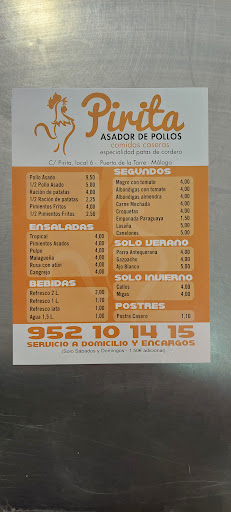 Pirita
ASADOR DE POLLOS
comidas caseras
especialidad patas de cordero
C/ Pirita, local 6 - Puerto de la Torre - Málaga
Pollo Asado 9,50
1/2 Pollo Asado 5,00
Ración de patatas 4,00
1/2 Ración de patatas 2,25
Pimientos Fritos 4,00
1/2 Pimientos Fritos 2,50
ENSALADAS
Tropical 4,00
Pimientos Asados 4,00
Pulpo 4,00
Malagueña 4,00
Rusa con atún 4,00
Cangrejo 4,00
BEBIDAS
Refresco 2 L. 2,00
Refresco 1 L. 1,10
Refresco lata 1,00
Agua 1,5 L. 1,00
SEGUNDOS
Magro con tomate 4,00
Albóndigas con tomate 4,00
Albóndigas almendra 4,00
Carne Mechada 4,00
Croquetas 4,00
Empanada Paraguaya 1,50
Lasaña 5,00
Canelones 5,00
SOLO VERANO
Porra Antequerana 4,00
Gazpacho 4,00
Ajo Blanco 5,00
SOLO INVIERNO
Callos 4,00
Migas 4,00
POSTRES
Postre Casero 1,10
952 10 14 15
SERVICIO A DOMICILIO Y ENCARGOS
(Solo Sábados y Domingos - 1.50€ adicional)